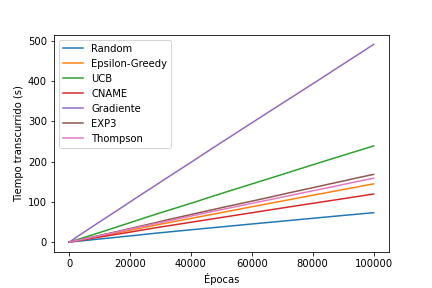 500
400
300
200
100
0
Tiempo transcurrido (s)
Random
Epsilon-Greedy
UCB
CNAME
Gradiente
EXP3
Thompson
0 20000 40000 60000 80000 100000
Épocas